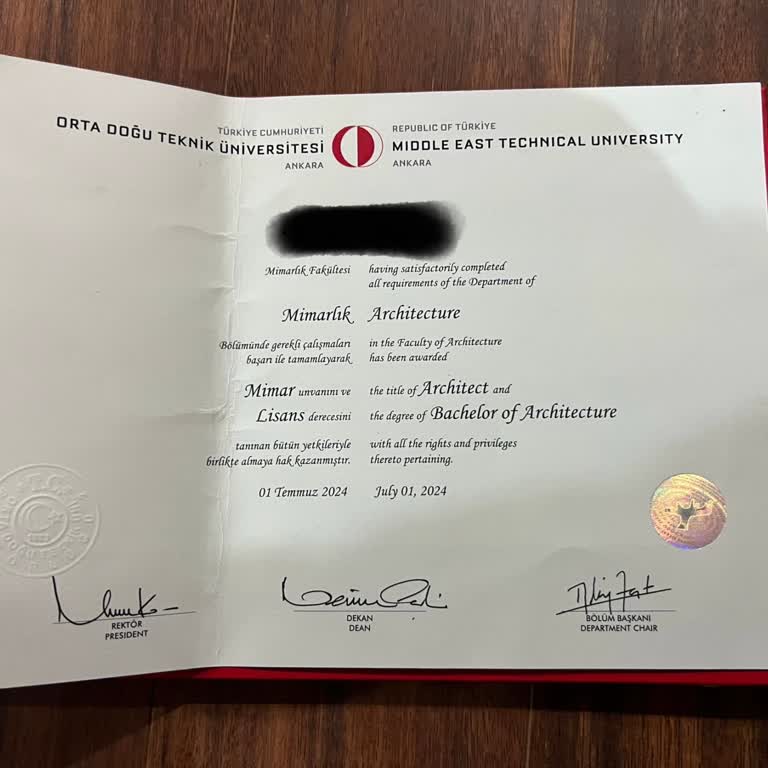 TÜRKİYE CUMHURİYETİ
ORTA DOĞU TEKNİK ÜNİVERSİTESİ
ANKARA
REPUBLIC OF TÜRKİYE
MIDDLE EAST TECHNICAL UNIVERSITY
ANKARA
Mimarlık Fakültesi
having satisfactorily completed
all requirements of the Department of
Mimarlık
Architecture
Bölümünde gerekli çalışmaları
başarı ile tamamlayarak
in the Faculty of Architecture
has been awarded
Mimar unvanını ve
Lisans derecesini
the title of Architect and
the degree of Bachelor of Architecture
tanınan bütün yetkileriyle
birlikte almaya hak kazanmıştır.
with all the rights and privileges
thereto pertaining.
01 Temmuz 2024
July 01, 2024
REKTÖR
PRESIDENT
DEKAN
DEAN
BÖLÜM BAŞKANI
DEPARTMENT CHAIR